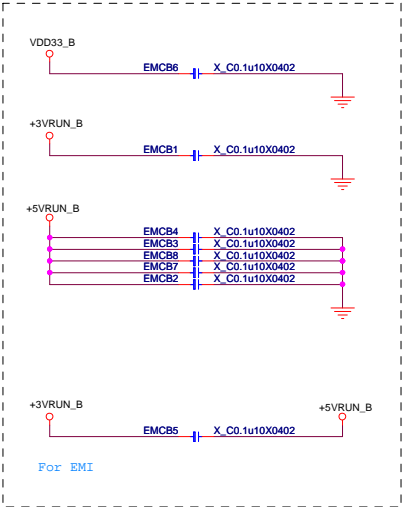 VDD33_B
EMCB6 X_C0.1u10X0402
+3VRUN_B
EMCB1 X_C0.1u10X0402
+5VRUN_B
EMCB4 X_C0.1u10X0402
EMCB3 X_C0.1u10X0402
EMCB8 X_C0.1u10X0402
EMCB7 X_C0.1u10X0402
EMCB2 X_C0.1u10X0402
+3VRUN_B +5VRUN_B
EMCB5 X_C0.1u10X0402
For EMI